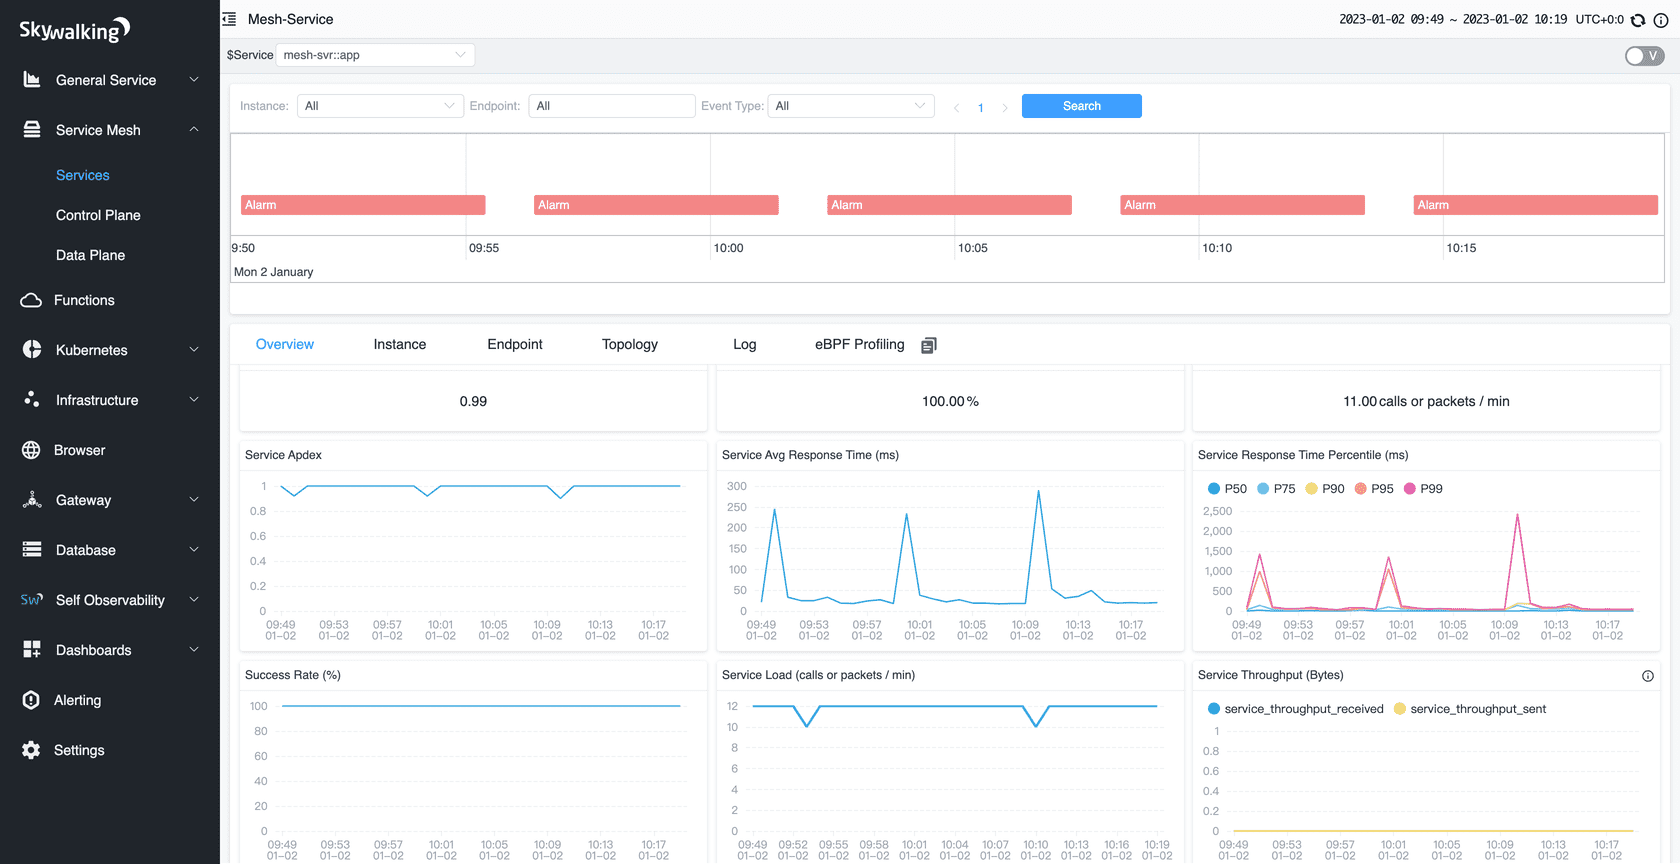 Skywalking
General Service
Service Mesh
Services
Control Plane
Data Plane
Functions
Kubernetes
Infrastructure
Browser
Gateway
Database
Sw Self Observability
Dashboards
Alerting
Settings
Mesh-Service
2023-01-02 09:49 ~ 2023-01-02 10:19 UTC+0:0
$Service mesh-svr::app
V
Instance: All Endpoint: All Event Type: All 1 Search
Alarm Alarm Alarm Alarm Alarm
9:50 09:55 10:00 10:05 10:10 10:15
Mon 2 January
Overview Instance Endpoint Topology Log eBPF Profiling
0.99 100.00 % 11.00 calls or packets / min
Service Apdex
1
0.8
0.6
0.4
0.2
0
09:49 09:53 09:57 10:01 10:05 10:09 10:13 10:17
01-02 01-02 01-02 01-02 01-02 01-02 01-02 01-02
Service Avg Response Time (ms)
300
250
200
150
100
50
0
09:49 09:53 09:57 10:01 10:05 10:09 10:13 10:17
01-02 01-02 01-02 01-02 01-02 01-02 01-02 01-02
Service Response Time Percentile (ms)
P50 P75 P90 P95 P99
2,500
2,000
1,500
1,000
500
0
09:49 09:53 09:57 10:01 10:05 10:09 10:13 10:17
01-02 01-02 01-02 01-02 01-02 01-02 01-02 01-02
Success Rate (%)
100
80
60
40
20
0
09:49 09:53 09:57 10:01 10:05 10:09 10:13 10:17
01-02 01-02 01-02 01-02 01-02 01-02 01-02 01-02
Service Load (calls or packets / min)
12
10
8
6
4
2
0
09:49 09:52 09:55 09:58 10:01 10:04 10:07 10:10 10:13 10:16 10:19
01-02 01-02 01-02 01-02 01-02 01-02 01-02 01-02 01-02 01-02 01-02
Service Throughput (Bytes)
service_throughput_received service_throughput_sent
1
0.8
0.6
0.4
0.2
0
09:49 09:53 09:57 10:01 10:05 10:09 10:13 10:17
01-02 01-02 01-02 01-02 01-02 01-02 01-02 01-02